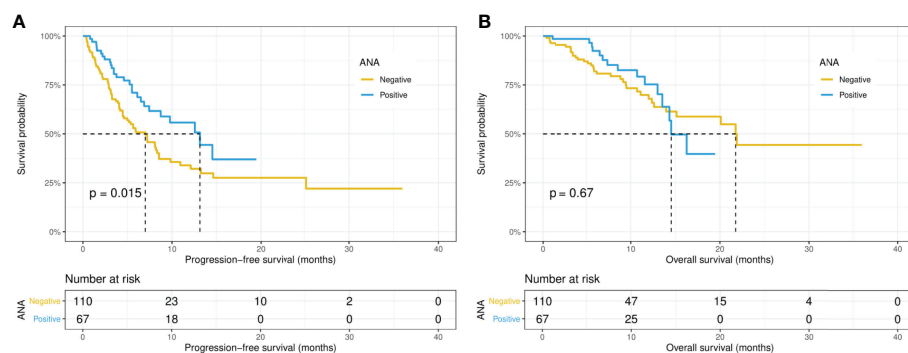 A
ANA
Negative
Positive
Survival probability
100%
75%
50%
25%
0%
p = 0.015
0 10 20 30 40
Progression-free survival (months)
Number at risk
ANA
Negative 110 23 10 2 0
Positive 67 18 0 0 0
0 10 20 30 40
Progression-free survival (months)
B
ANA
Negative
Positive
Survival probability
100%
75%
50%
25%
0%
p = 0.67
0 10 20 30 40
Overall survival (months)
Number at risk
ANA
Negative 110 47 15 4 0
Positive 67 25 0 0 0
0 10 20 30 40
Overall survival (months)